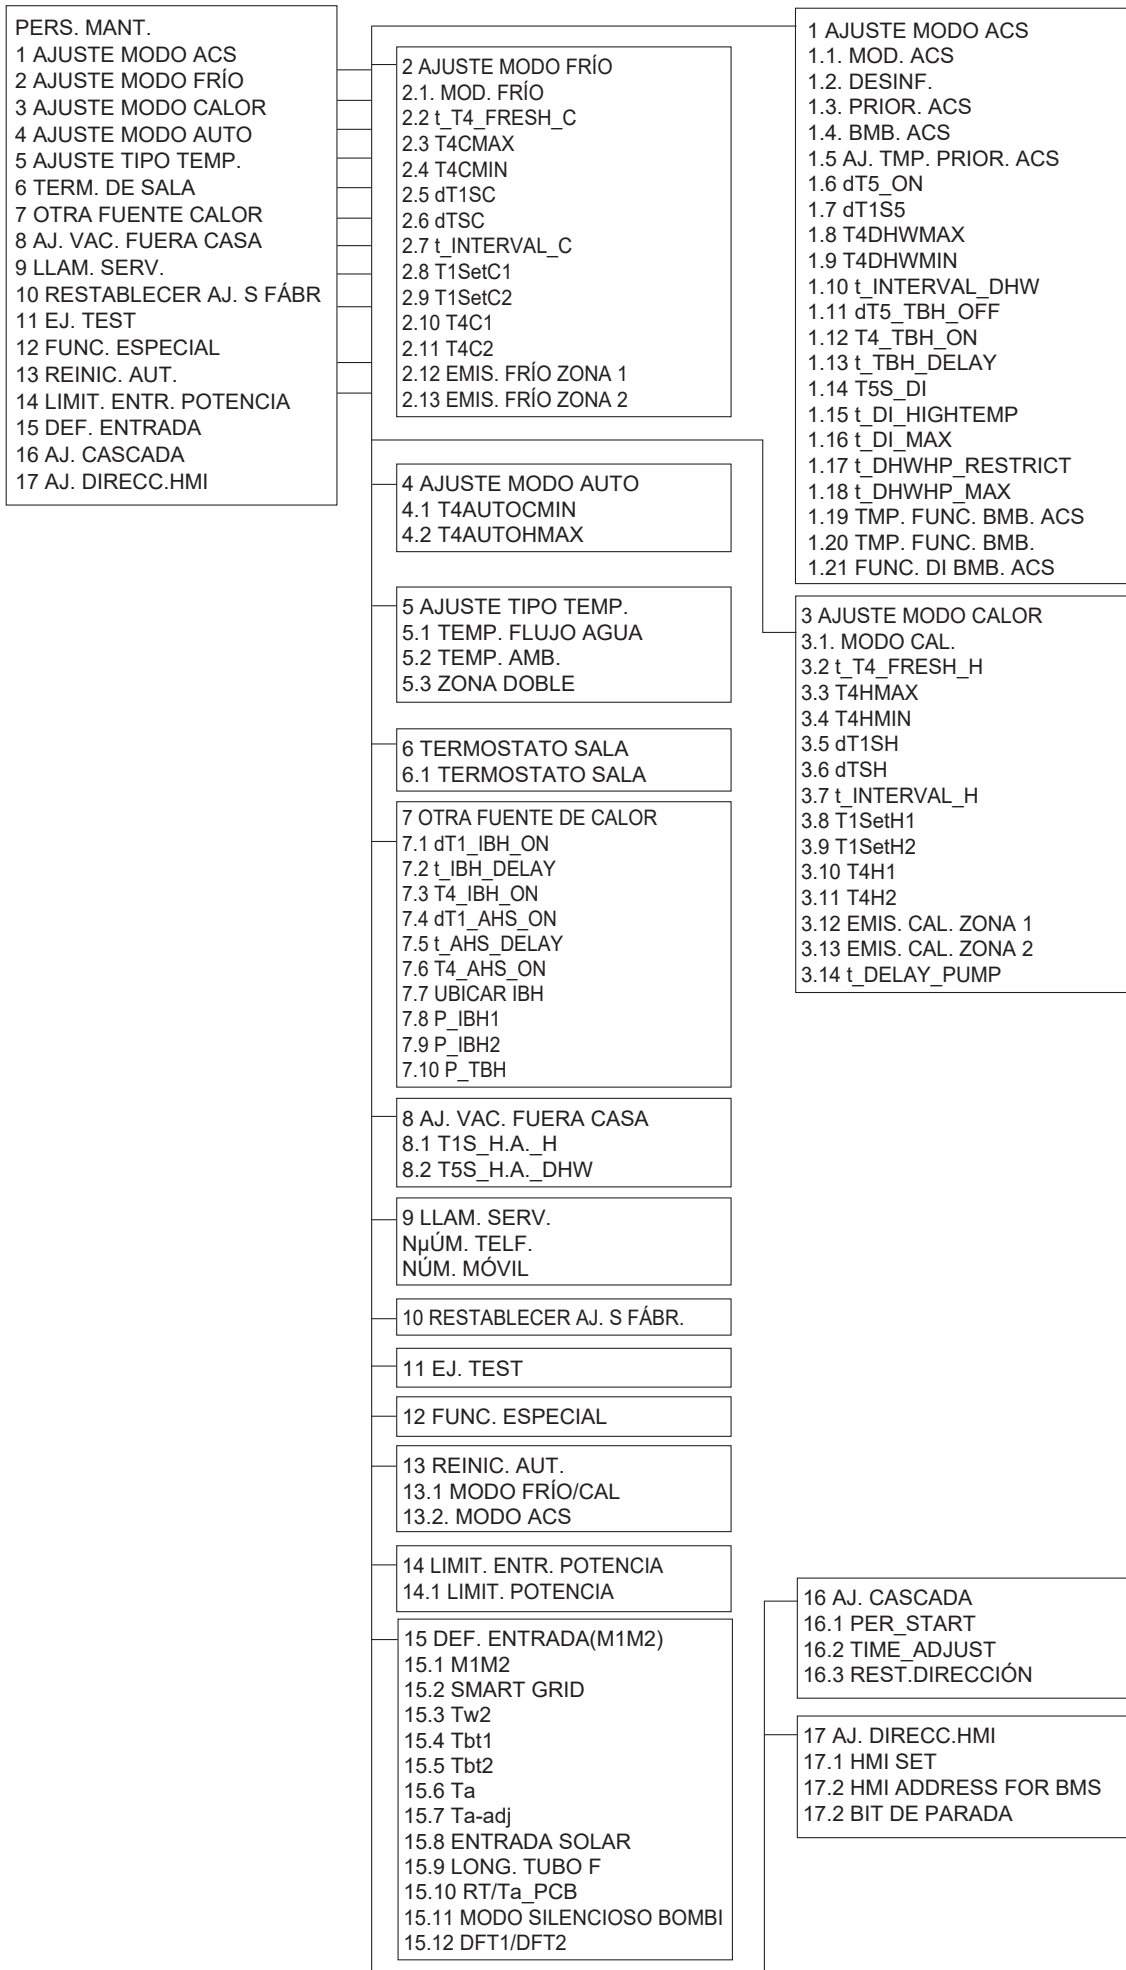 PERS. MANT.
1 AJUSTE MODO ACS
2 AJUSTE MODO FRÍO
3 AJUSTE MODO CALOR
4 AJUSTE MODO AUTO
5 AJUSTE TIPO TEMP.
6 TERM. DE SALA
7 OTRA FUENTE CALOR
8 AJ. VAC. FUERA CASA
9 LLAM. SERV.
10 RESTABLECER AJ. S FÁBR
11 EJ. TEST
12 FUNC. ESPECIAL
13 REINIC. AUT.
14 LIMIT. ENTR. POTENCIA
15 DEF. ENTRADA
16 AJ. CASCADA
17 AJ. DIRECC.HMI
1 AJUSTE MODO ACS
1.1. MOD. ACS
1.2. DESINF.
1.3. PRIOR. ACS
1.4. BMB. ACS
1.5 AJ. TMP. PRIOR. ACS
1.6 dT5_ON
1.7 dT1S5
1.8 T4DHWMAX
1.9 T4DHWMIN
1.10 t_INTERVAL_DHW
1.11 dT5_TBH_OFF
1.12 T4_TBH_ON
1.13 t_TBH_DELAY
1.14 T5S_DI
1.15 t_DI_HIGHTEMP
1.16 t_DI_MAX
1.17 t_DHWHP_RESTRICT
1.18 t_DHWHP_MAX
1.19 TMP. FUNC. BMB. ACS
1.20 TMP. FUNC. BMB.
1.21 FUNC. DI BMB. ACS
2 AJUSTE MODO FRÍO
2.1. MOD. FRÍO
2.2 t_T4_FRESH_C
2.3 T4CMAX
2.4 T4CMIN
2.5 dT1SC
2.6 dTSC
2.7 t_INTERVAL_C
2.8 T1SetC1
2.9 T1SetC2
2.10 T4C1
2.11 T4C2
2.12 EMIS. FRÍO ZONA 1
2.13 EMIS. FRÍO ZONA 2
3 AJUSTE MODO CALOR
3.1. MODO CAL.
3.2 t_T4_FRESH_H
3.3 T4HMAX
3.4 T4HMIN
3.5 dT1SH
3.6 dTSH
3.7 t_INTERVAL_H
3.8 T1SetH1
3.9 T1SetH2
3.10 T4H1
3.11 T4H2
3.12 EMIS. CAL. ZONA 1
3.13 EMIS. CAL. ZONA 2
3.14 t_DELAY_PUMP
4 AJUSTE MODO AUTO
4.1 T4AUTOCMIN
4.2 T4AUTOHMAX
5 AJUSTE TIPO TEMP.
5.1 TEMP. FLUJO AGUA
5.2 TEMP. AMB.
5.3 ZONA DOBLE
6 TERMOSTATO SALA
6.1 TERMOSTATO SALA
7 OTRA FUENTE DE CALOR
7.1 dT1_IBH_ON
7.2 t_IBH_DELAY
7.3 T4_IBH_ON
7.4 dT1_AHS_ON
7.5 t_AHS_DELAY
7.6 T4_AHS_ON
7.7 UBICAR IBH
7.8 P_IBH1
7.9 P_IBH2
7.10 P_TBH
8 AJ. VAC. FUERA CASA
8.1 T1S_H.A._H
8.2 T5S_H.A._DHW
9 LLAM. SERV.
NµÚM. TELF.
NÚM. MÓVIL
10 RESTABLECER AJ. S FÁBR.
11 EJ. TEST
12 FUNC. ESPECIAL
13 REINIC. AUT.
13.1 MODO FRÍO/CAL
13.2. MODO ACS
14 LIMIT. ENTR. POTENCIA
14.1 LIMIT. POTENCIA
15 DEF. ENTRADA(M1M2)
15.1 M1M2
15.2 SMART GRID
15.3 Tw2
15.4 Tbt1
15.5 Tbt2
15.6 Ta
15.7 Ta-adj
15.8 ENTRADA SOLAR
15.9 LONG. TUBO F
15.10 RT/Ta_PCB
15.11 MODO SILENCIOSO BOMBI
15.12 DFT1/DFT2
16 AJ. CASCADA
16.1 PER_START
16.2 TIME_ADJUST
16.3 REST.DIRECCIÓN
17 AJ. DIRECC.HMI
17.1 HMI SET
17.2 HMI ADDRESS FOR BMS
17.2 BIT DE PARADA